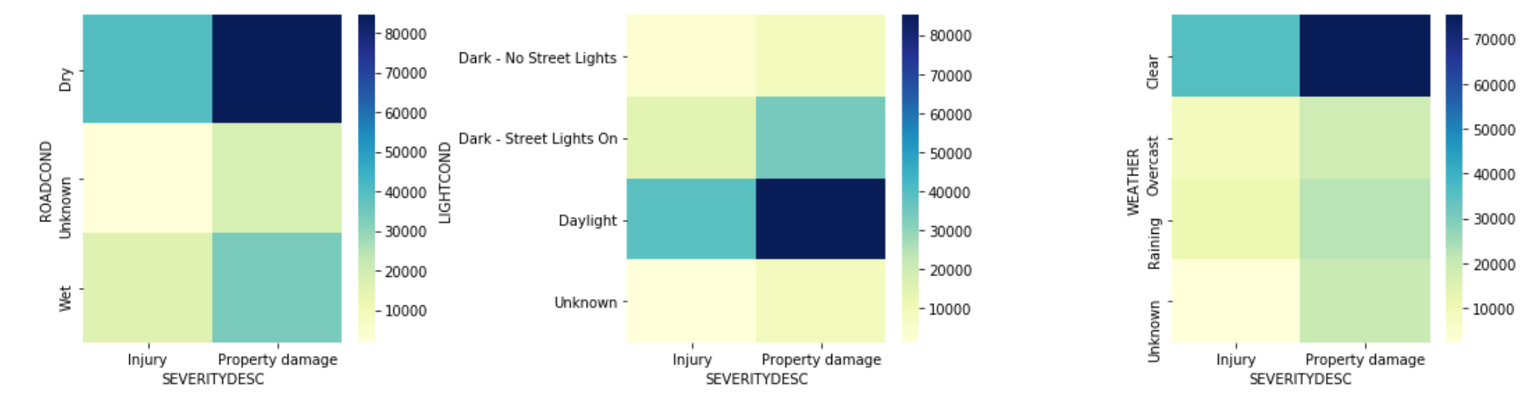 ROADCOND
Dry
Unknown
Wet
Injury
Property damage
SEVERITYDESC
80000
70000
60000
50000
40000
30000
20000
10000
LIGHTCOND
Dark - No Street Lights
Dark - Street Lights On
Daylight
Unknown
Injury
Property damage
SEVERITYDESC
80000
70000
60000
50000
40000
30000
20000
10000
WEATHER
Clear
Overcast
Raining
Unknown
Injury
Property damage
SEVERITYDESC
70000
60000
50000
40000
30000
20000
10000